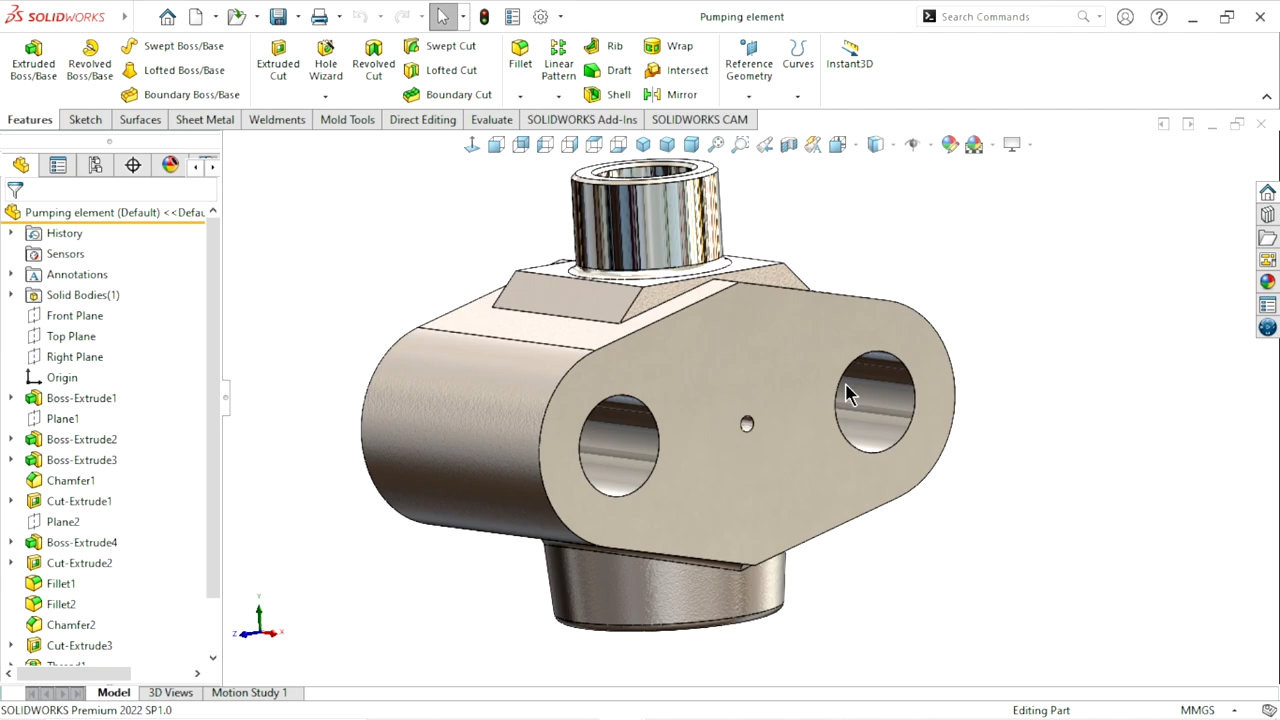 SOLIDWORKS
Pumping element
Search Commands
Extruded Boss/Base
Revolved Boss/Base
Swept Boss/Base
Lofted Boss/Base
Boundary Boss/Base
Extruded Cut
Hole Wizard
Revolved Cut
Swept Cut
Lofted Cut
Boundary Cut
Fillet
Linear Pattern
Rib
Draft
Shell
Wrap
Intersect
Mirror
Reference Geometry
Curves
Instant3D
Features
Sketch
Surfaces
Sheet Metal
Weldments
Mold Tools
Direct Editing
Evaluate
SOLIDWORKS Add-Ins
SOLIDWORKS CAM
Pumping element (Default) <<Defau
History
Sensors
Annotations
Solid Bodies(1)
Front Plane
Top Plane
Right Plane
Origin
Boss-Extrude1
Plane1
Boss-Extrude2
Boss-Extrude3
Chamfer1
Cut-Extrude1
Plane2
Boss-Extrude4
Cut-Extrude2
Fillet1
Fillet2
Chamfer2
Cut-Extrude3
Thread1
Y
Z
X
Model
3D Views
Motion Study 1
SOLIDWORKS Premium 2022 SP1.0
Editing Part
MMGS